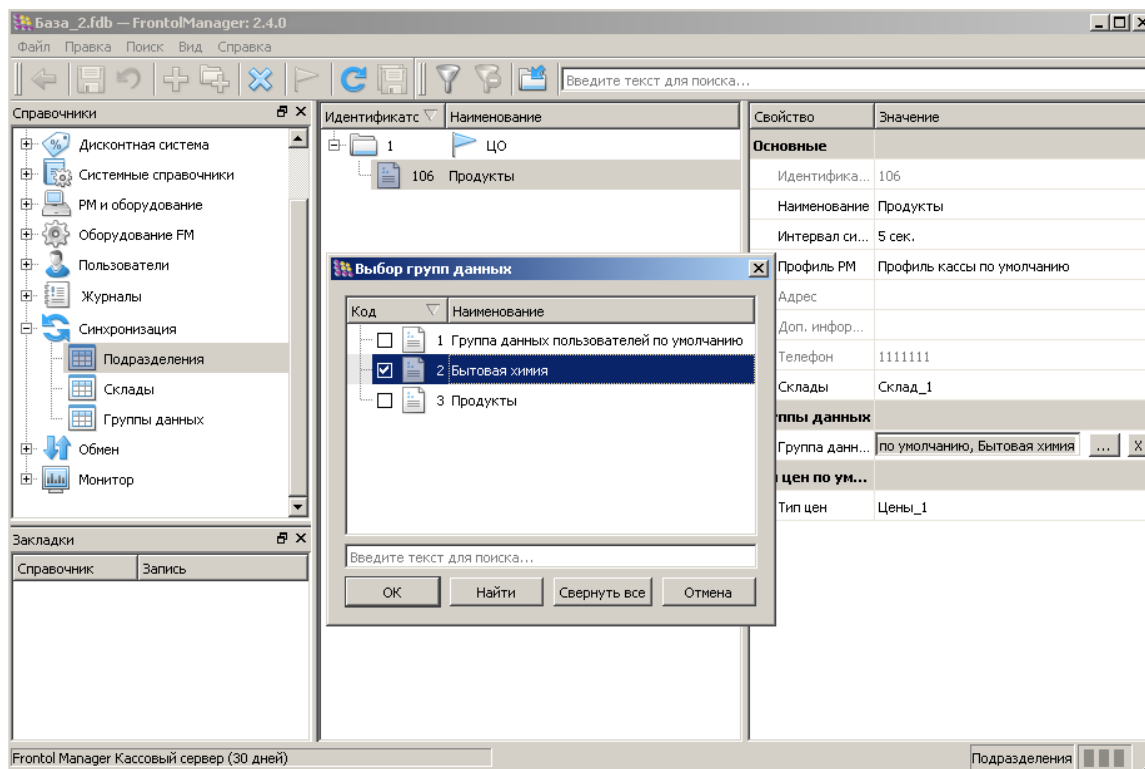 База_2.fdb — FrontolManager: 2.4.0
Файл Правка Поиск Вид Справка
Введите текст для поиска...
Справочники
Дисконтная система
Системные справочники
РМ и оборудование
Оборудование FM
Пользователи
Журналы
Синхронизация
Подразделения
Склады
Группы данных
Обмен
Монитор
Закладки
Справочник Запись
Идентификатс Наименование
1 ЦО
106 Продукты
Выбор групп данных
Код Наименование
1 Группа данных пользователей по умолчанию
2 Бытовая химия
3 Продукты
Введите текст для поиска...
ОК Найти Свернуть все Отмена
Свойство Значение
Основные
Идентифика... 106
Наименование Продукты
Интервал си... 5 сек.
Профиль РМ Профиль кассы по умолчанию
Адрес
Доп. инфор...
Телефон 1111111
Склады Склад_1
ппы данных
Группа данн... по умолчанию, Бытовая химия ... X
цен по ум...
Тип цен Цены_1
Frontol Manager Кассовый сервер (30 дней) Подразделения